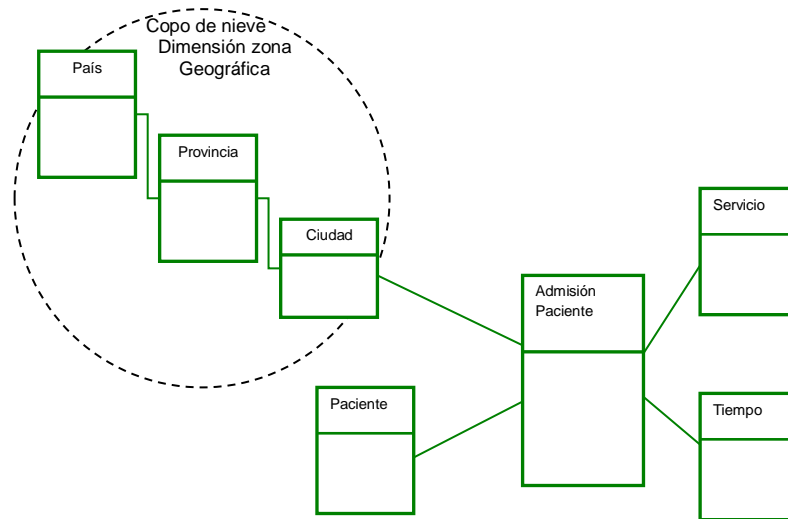 Copo de nieve
Dimensión zona
Geográfica
País
Provincia
Ciudad
Servicio
Admisión
Paciente
Paciente
Tiempo